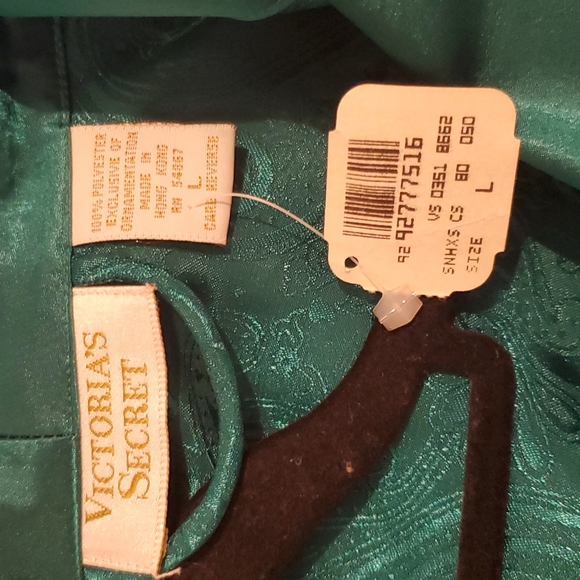 100% POLYESTER
EXCLUSIVE OF
ORNAMENTATION
MADE IN
HONG KONG
RN 54867
L
CARE REVERSE
VICTORIA'S
SECRET
92 92777516
VS 0351 8662
SNHXS CS 80 050
SIZE L